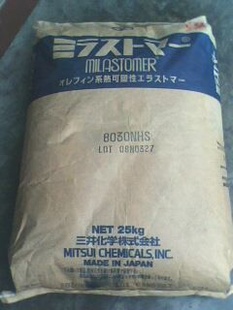 ミラストマー
MILASTOMER
オレフィン系熱可塑性エラストマー
8030NHS
LOT 08N0327
NET 25kg
三井化学株式会社
MITSUI CHEMICALS, INC.
MADE IN JAPAN